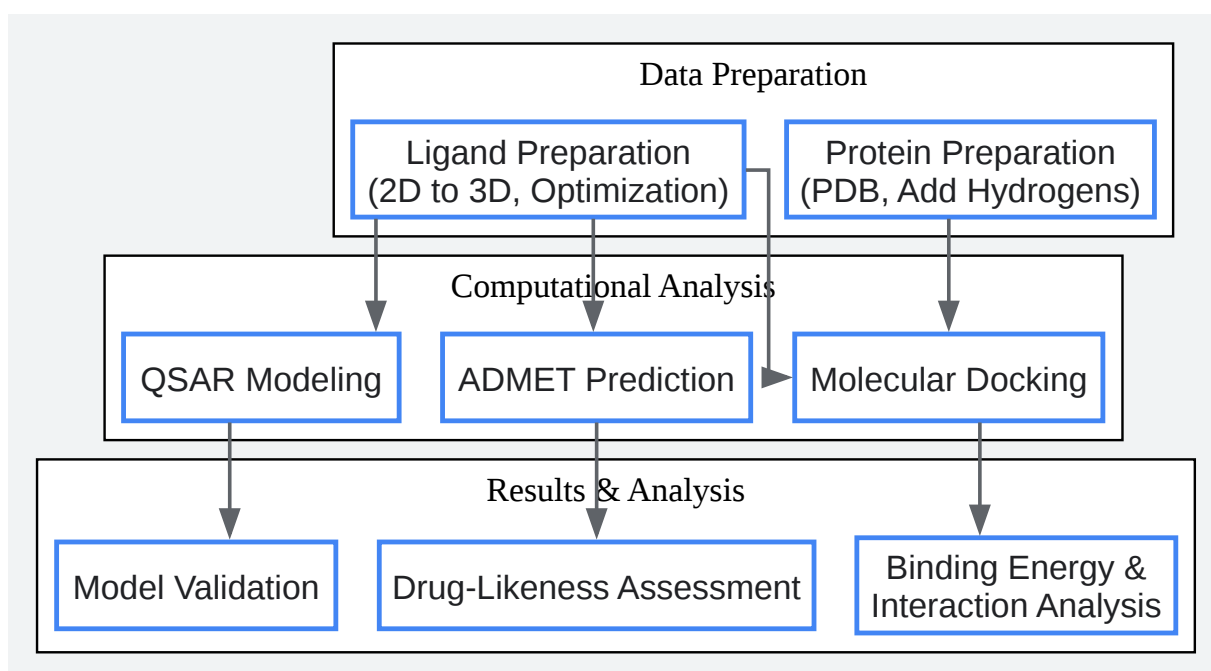 Data Preparation
Ligand Preparation
(2D to 3D, Optimization)
Protein Preparation
(PDB, Add Hydrogens)
Computational Analysis
QSAR Modeling
ADMET Prediction
Molecular Docking
Results & Analysis
Model Validation
Drug-Likeness Assessment
Binding Energy &
Interaction Analysis